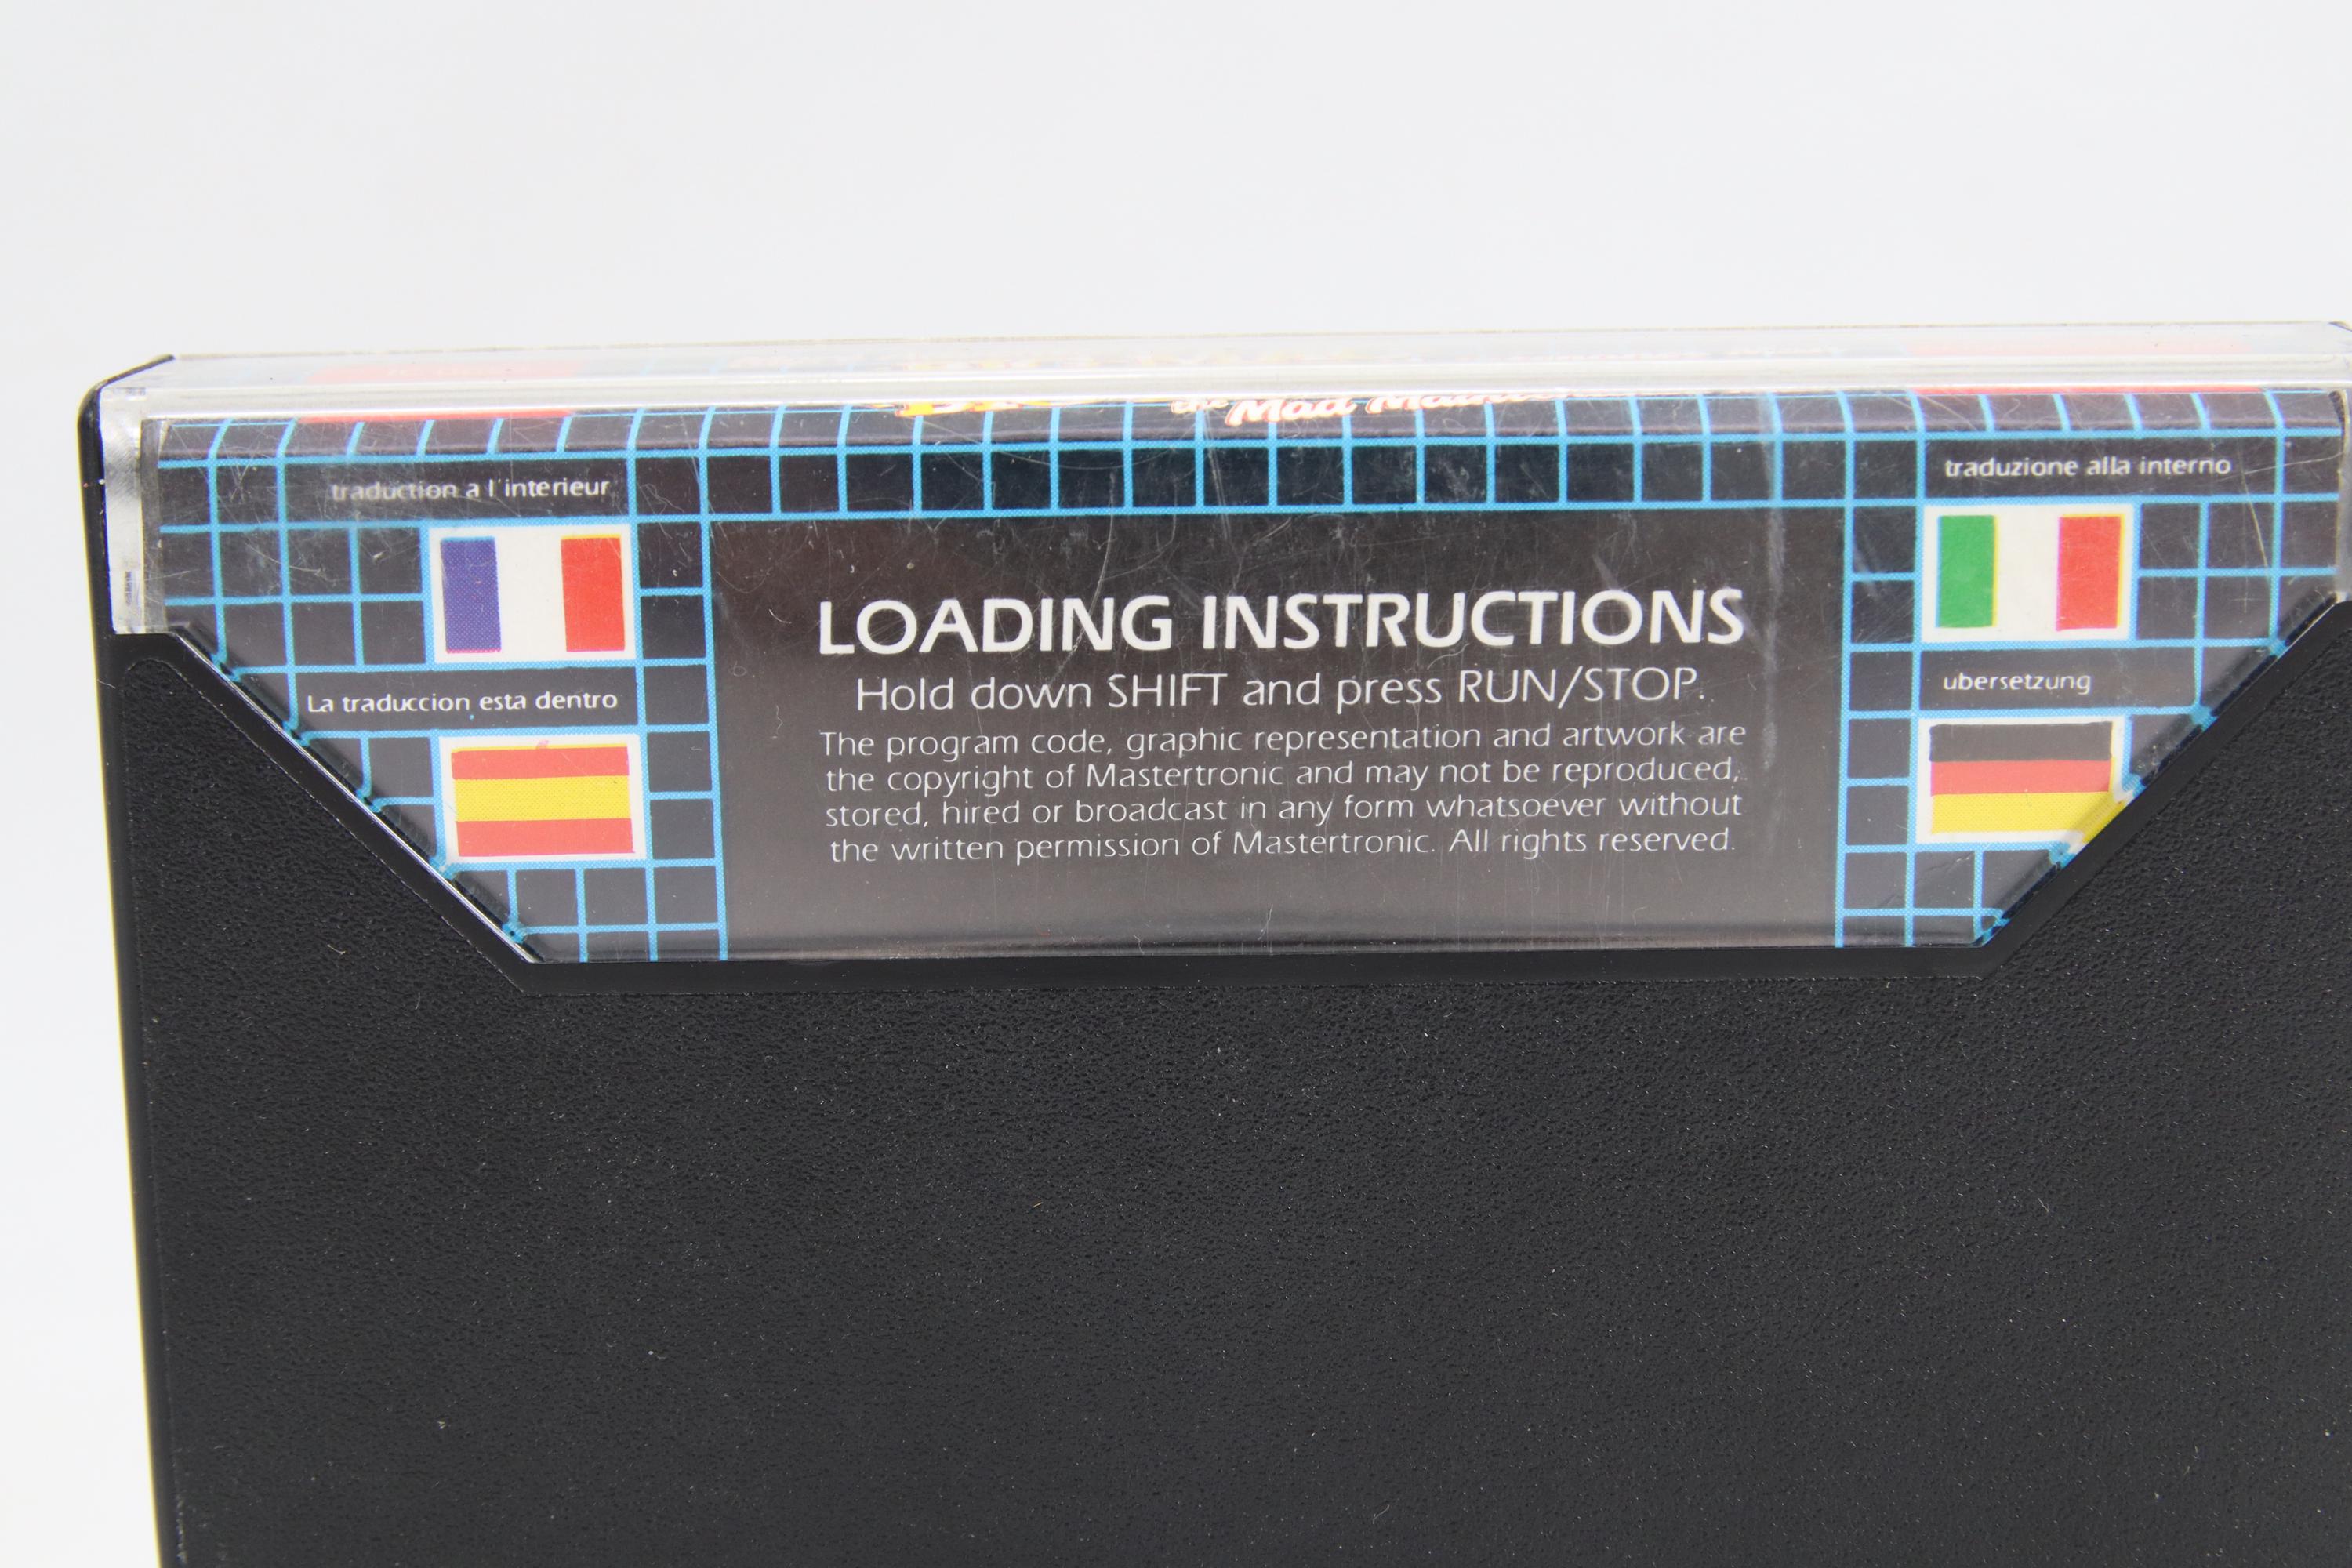 the Mad
traduction a l'interieur
La traduccion esta dentro
LOADING INSTRUCTIONS
Hold down SHIFT and press RUN/STOP.
The program code, graphic representation and artwork are
the copyright of Mastertronic and may not be reproduced,
stored, hired or broadcast in any form whatsoever without
the written permission of Mastertronic. All rights reserved.
traduzione alla interno
ubersetzung